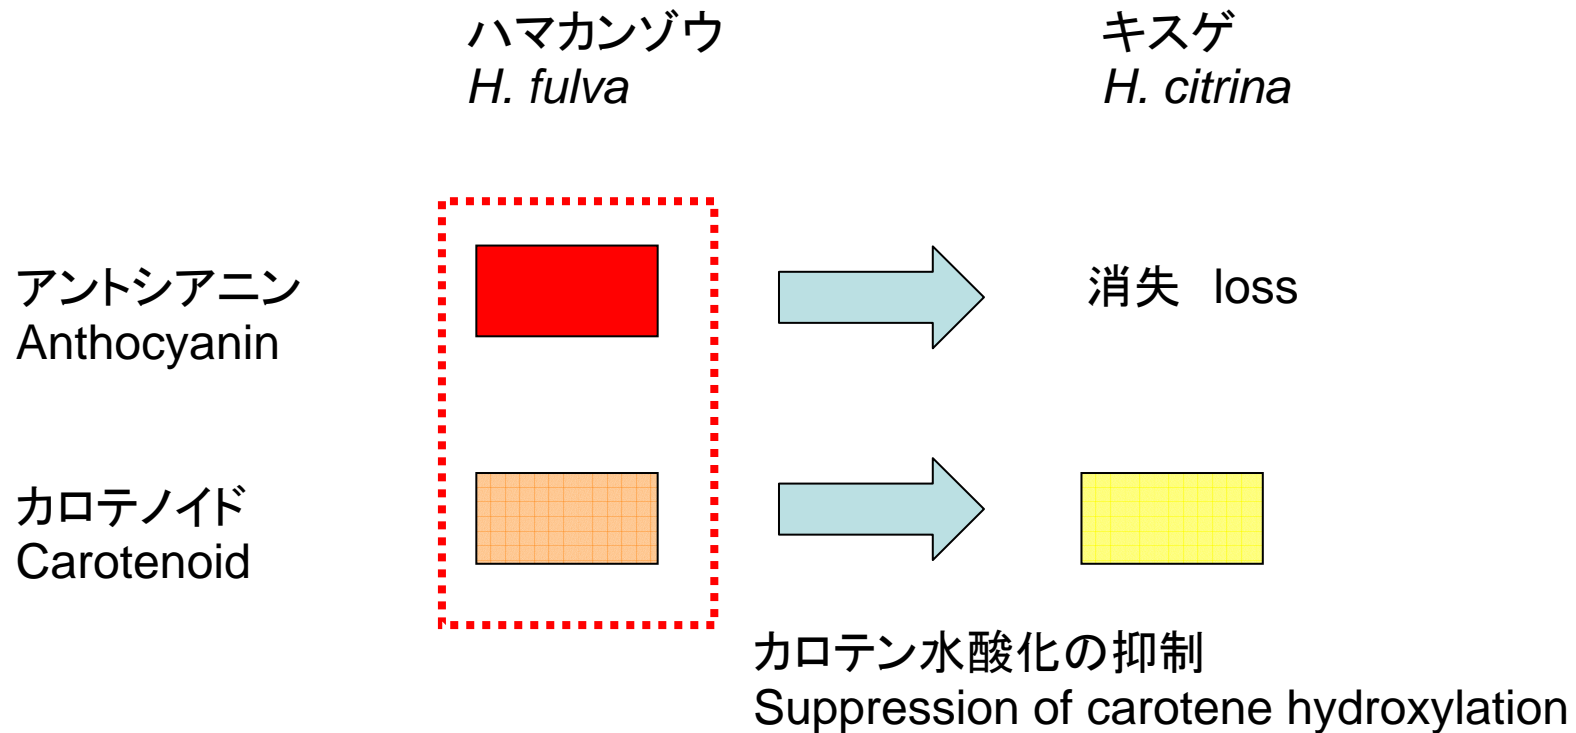 ハマカンゾウ
H. fulva
キスゲ
H. citrina
アントシアニン
Anthocyanin
消失　loss
カロテノイド
Carotenoid
カロテン水酸化の抑制
Suppression of carotene hydroxylation